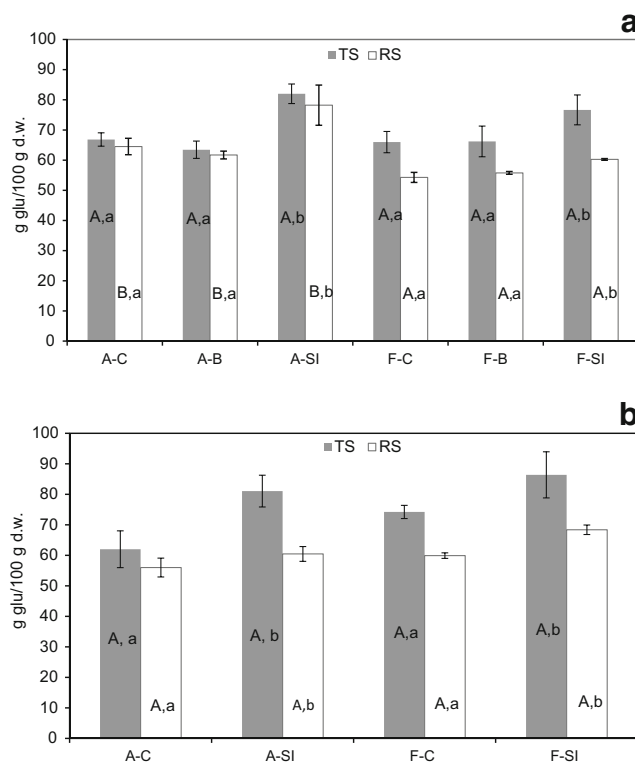 a
100
90
80
70
60
50
40
30
20
10
0
g glu/100 g d.w.
TS RS
A,a A,a A,b A,a A,a A,b
B,a B,a B,b A,a A,a A,b
A-C A-B A-SI F-C F-B F-SI
b
100
90
80
70
60
50
40
30
20
10
0
g glu/100 g d.w.
TS RS
A, a A, b A,a A,b
A,a A,b A,a A,b
A-C A-SI F-C F-SI